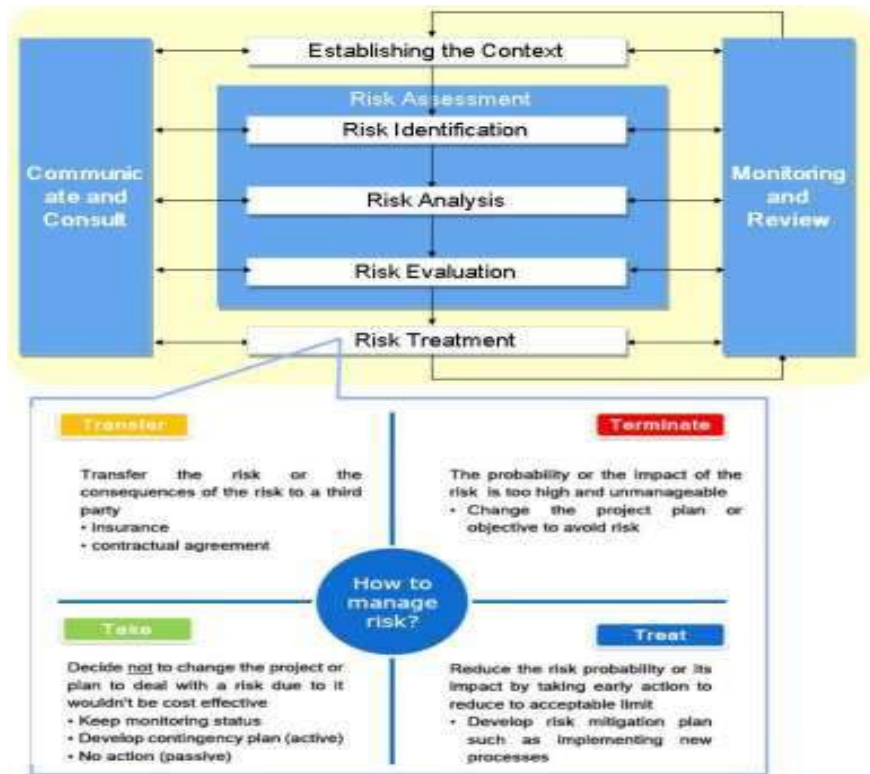 Establishing the Context
Risk Assessment
Risk Identification
Communic
ate and
Consult
Monitoring
and
Review
Risk Analysis
Risk Evaluation
Risk Treatment
Transfer
Transfer the risk or the
consequences of the risk to a third
party
• insurance
• contractual agreement
Terminate
The probability or the impact of the
risk is too high and unmanageable
• Change the project plan or
objective to avoid risk
How to
manage
risk?
Take
Decide not to change the project or
plan to deal with a risk due to it
wouldn't be cost effective
• Keep monitoring status
• Develop contingency plan (active)
• No action (passive)
Treat
Reduce the risk probability or its
impact by taking early action to
reduce to acceptable limit
• Develop risk mitigation plan
such as implementing new
processes